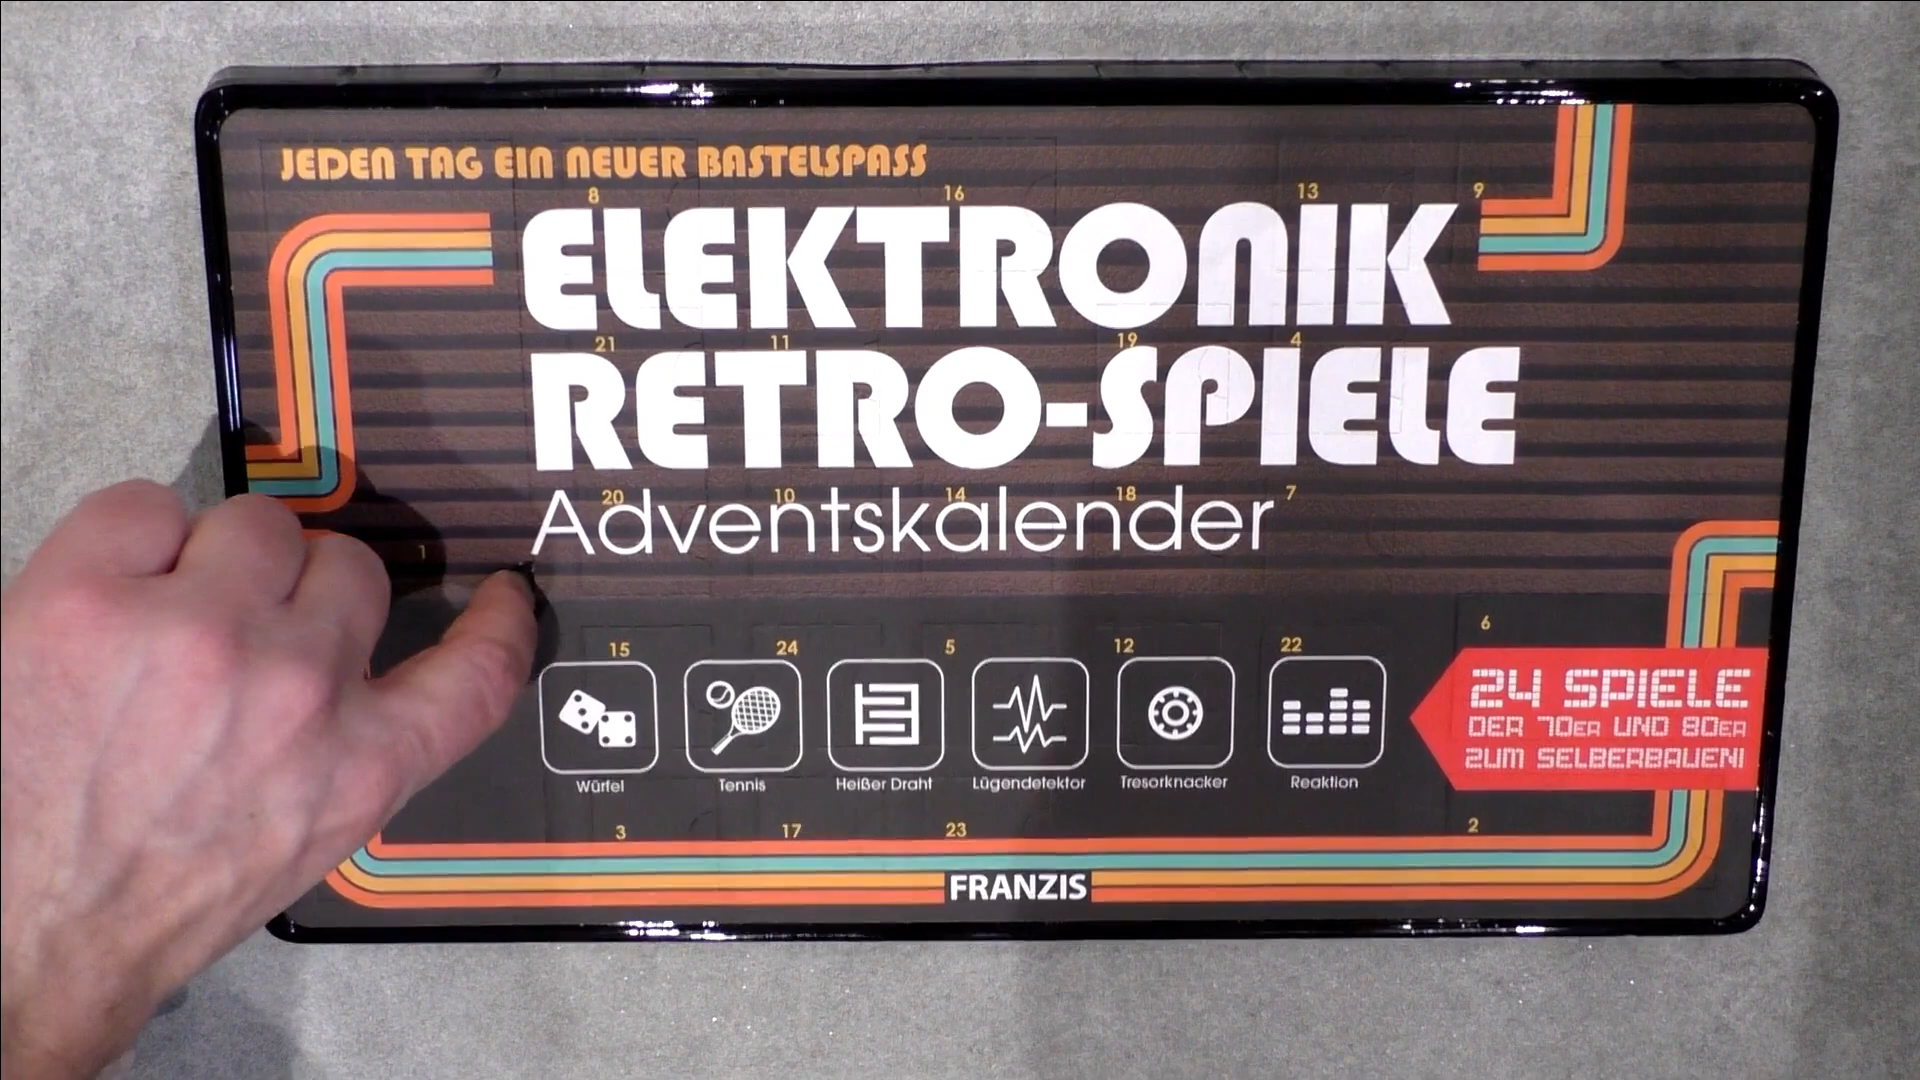 JEDEN TAG EIN NEUER BASTELSPASS
8 16 13 9
ELEKTRONIK
21 11 19 4
RETRO-SPIELE
20 10 14 18 7
Adventskalender
1
6
15 24 5 12 22
24 SPIELE
DER 70ER UND 80ER
ZUM SELBERBAUEN!
Würfel Tennis Heißer Draht Lügendetektor Tresorknacker Reaktion
3 17 23 2
FRANZIS